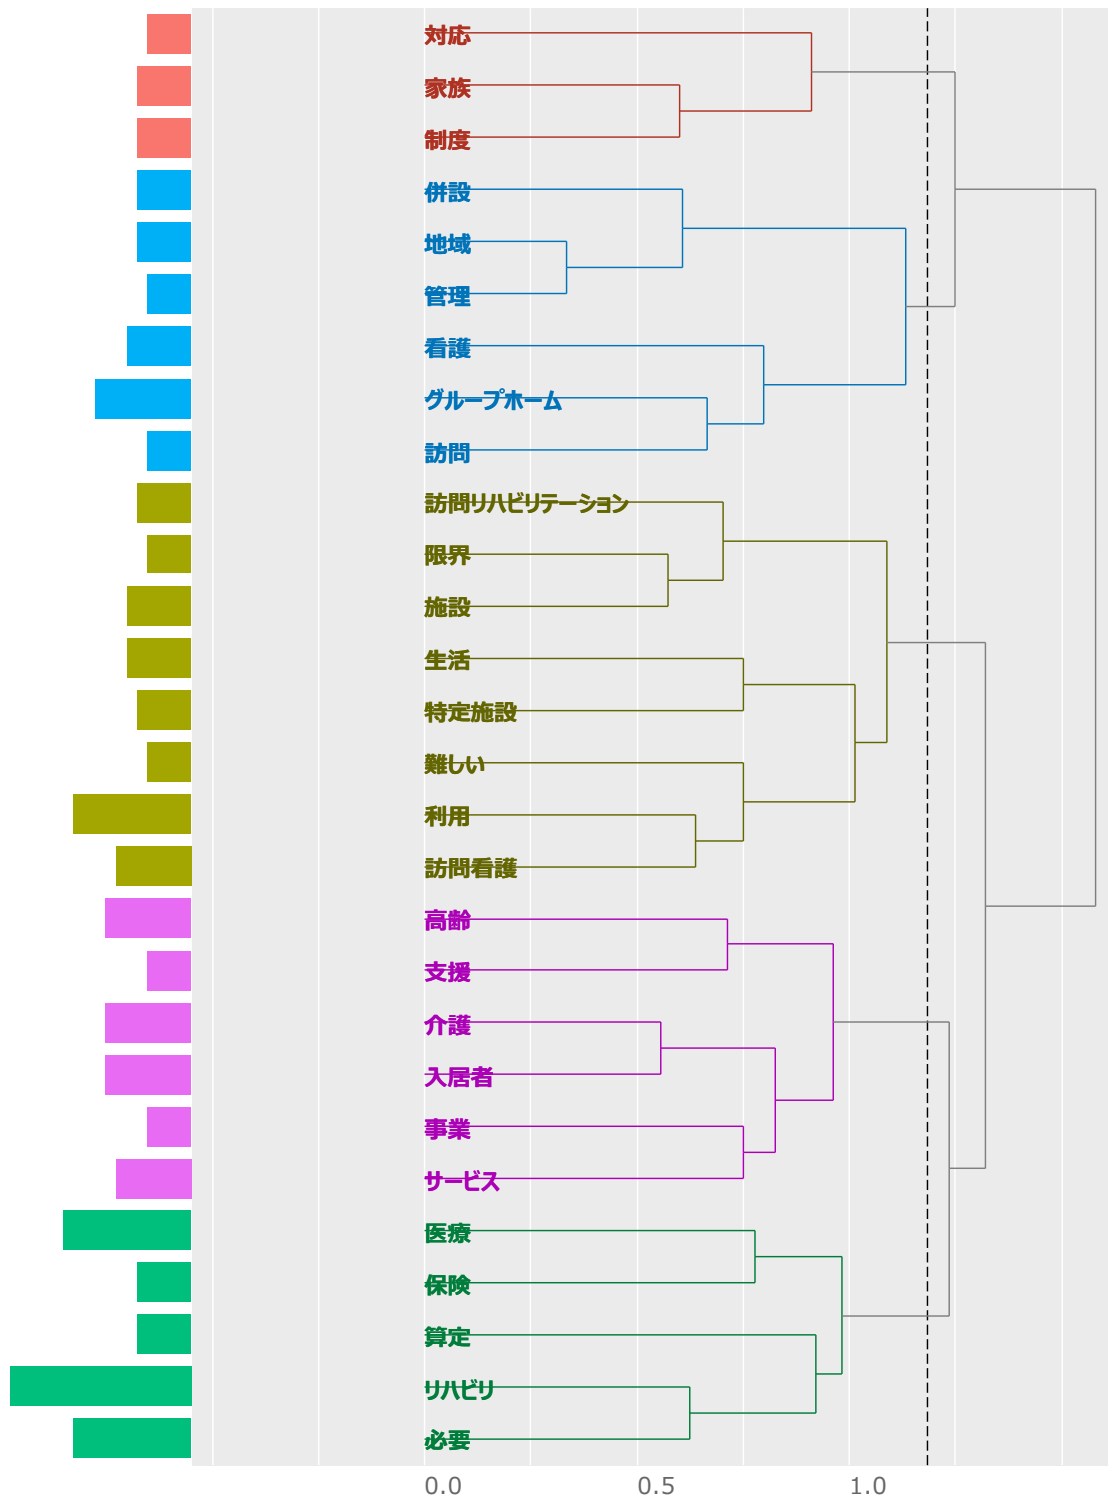 対応
家族
制度
併設
地域
管理
看護
グループホーム
訪問
訪問リハビリテーション
限界
施設
生活
特定施設
難しい
利用
訪問看護
高齢
支援
介護
入居者
事業
サービス
医療
保険
算定
リハビリ
必要
0.0 0.5 1.0